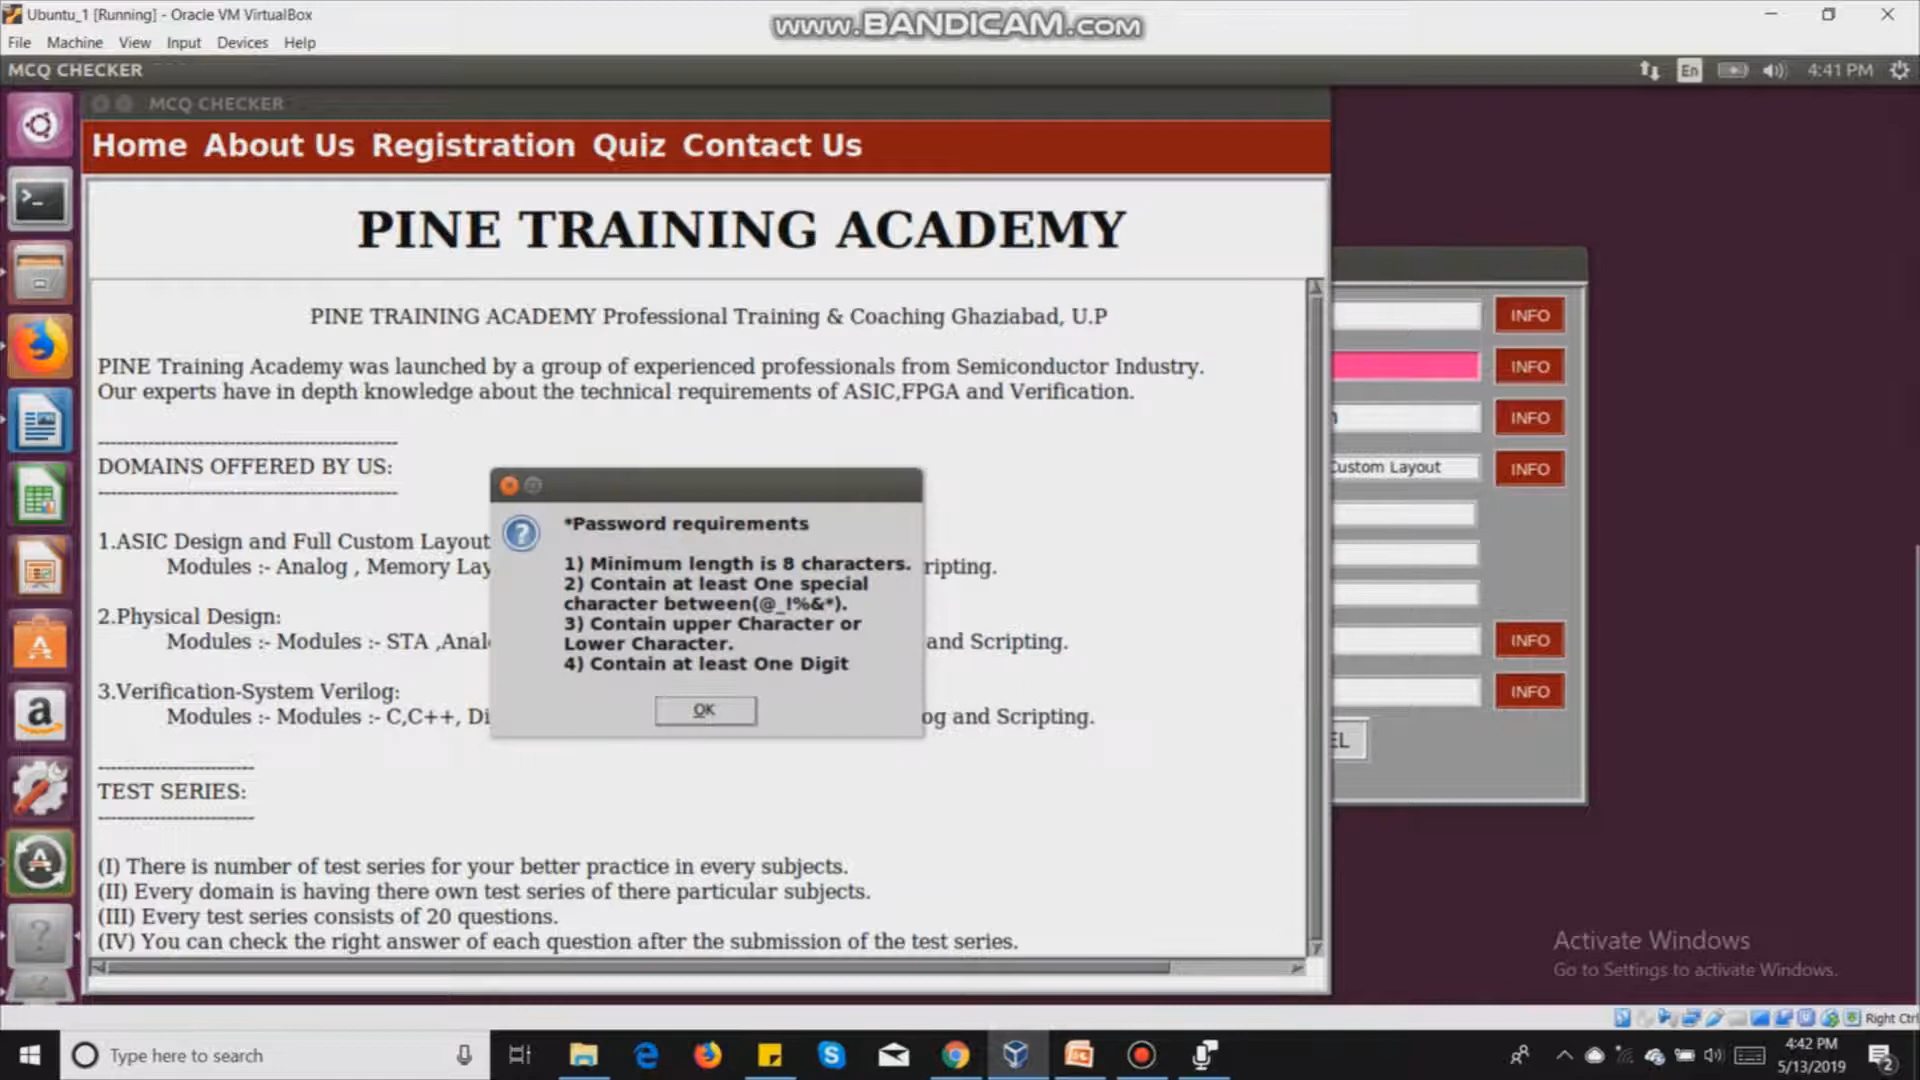 Ubuntu_1 [Running] - Oracle VM VirtualBox
www.BANDICAM.com
File Machine View Input Devices Help
MCQ CHECKER
En
4:41 PM
MCQ CHECKER
Home About Us Registration Quiz Contact Us
PINE TRAINING ACADEMY
PINE TRAINING ACADEMY Professional Training & Coaching Ghaziabad, U.P
PINE Training Academy was launched by a group of experienced professionals from Semiconductor Industry.
Our experts have in depth knowledge about the technical requirements of ASIC,FPGA and Verification.
DOMAINS OFFERED BY US:
1.ASIC Design and Full Custom Layout
Modules :- Analog , Memory Lay
ripting.
2.Physical Design:
Modules :- Modules :- STA ,Anal
and Scripting.
3.Verification-System Verilog:
Modules :- Modules :- C,C++, Di
og and Scripting.
TEST SERIES:
(I) There is number of test series for your better practice in every subjects.
(II) Every domain is having there own test series of there particular subjects.
(III) Every test series consists of 20 questions.
(IV) You can check the right answer of each question after the submission of the test series.
*Password requirements
1) Minimum length is 8 characters.
2) Contain at least One special
character between(@_!%&*).
3) Contain upper Character or
Lower Character.
4) Contain at least One Digit
OK
INFO
INFO
INFO
Custom Layout
INFO
INFO
INFO
EL
Activate Windows
Go to Settings to activate Windows.
Right Ctrl
Type here to search
4:42 PM
5/13/2019
2